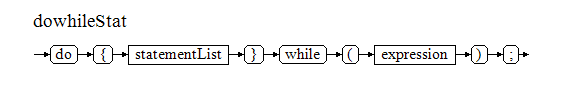 dowhileStat
do { statementList } while ( expression ) ;